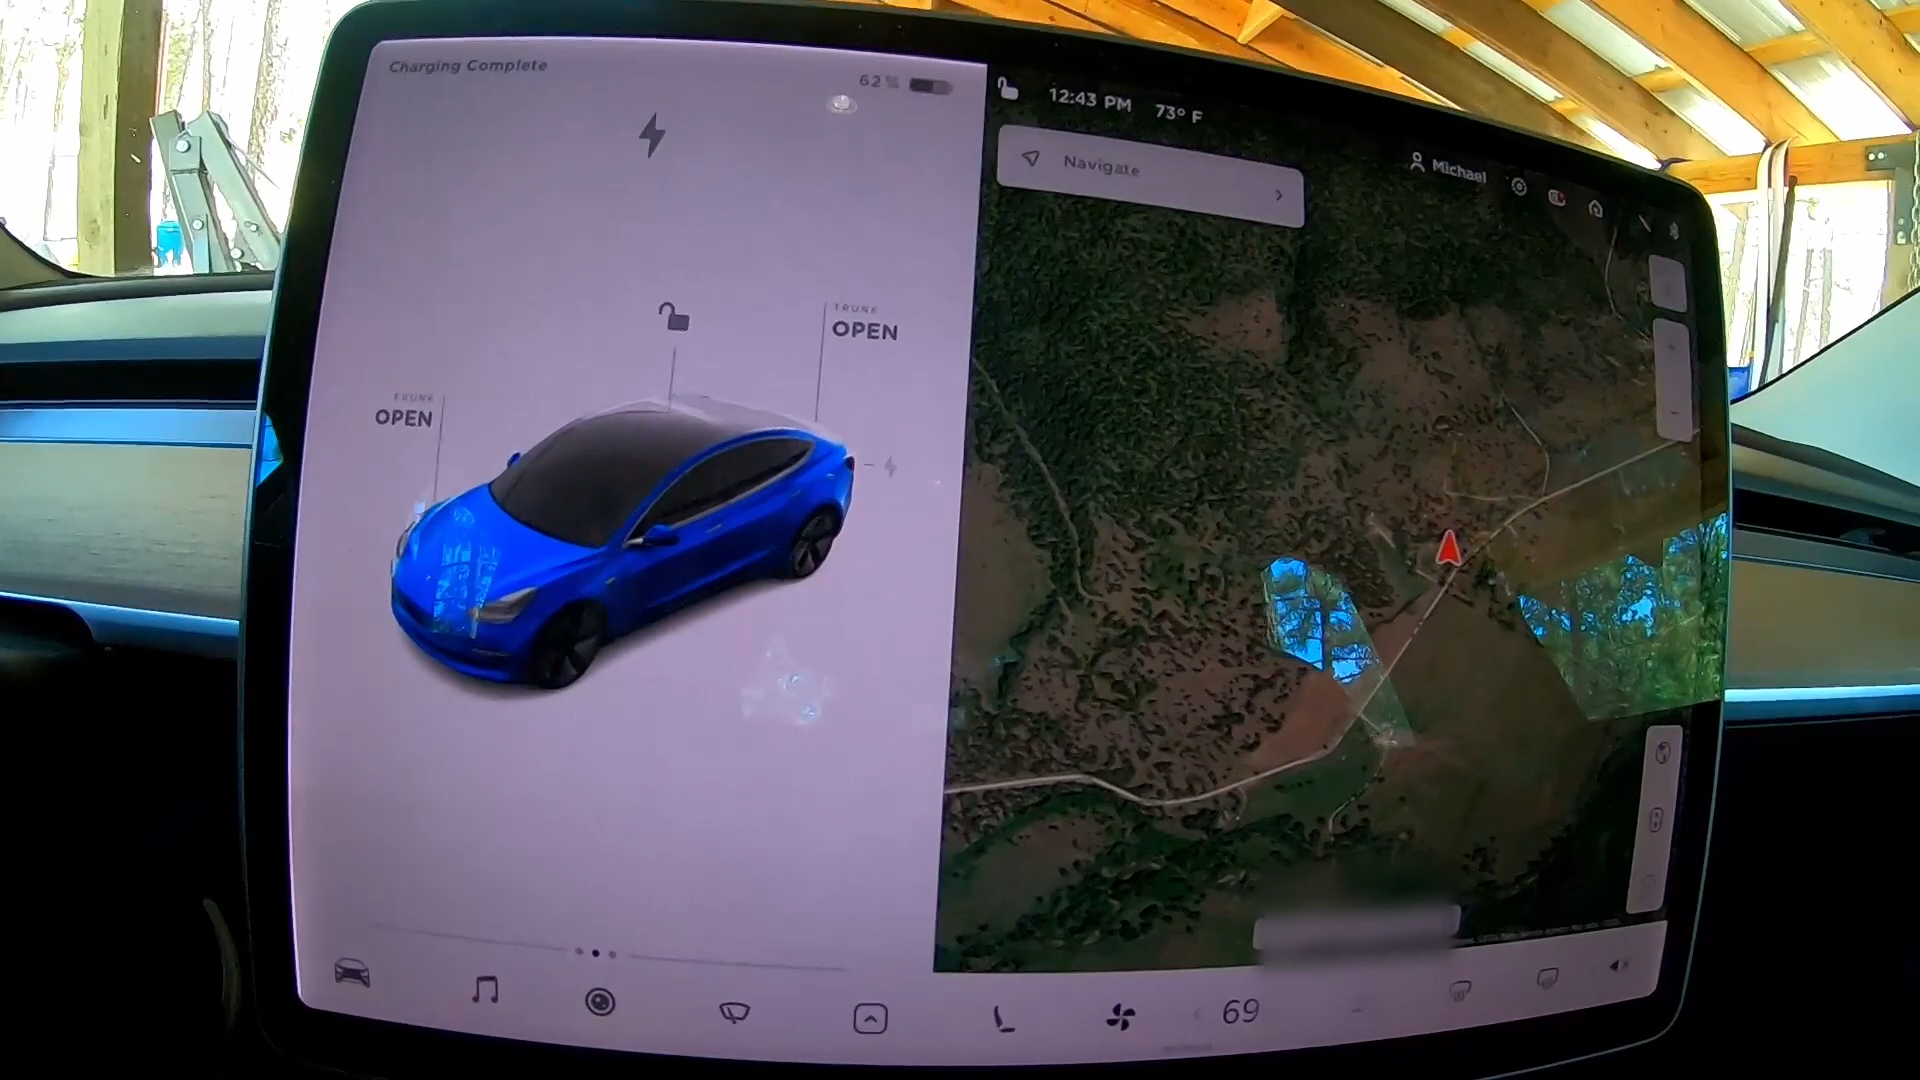 Charging Complete
62%
12:43 PM
73° F
Navigate
Michael
TRUNK
OPEN
FRUNK
OPEN
69